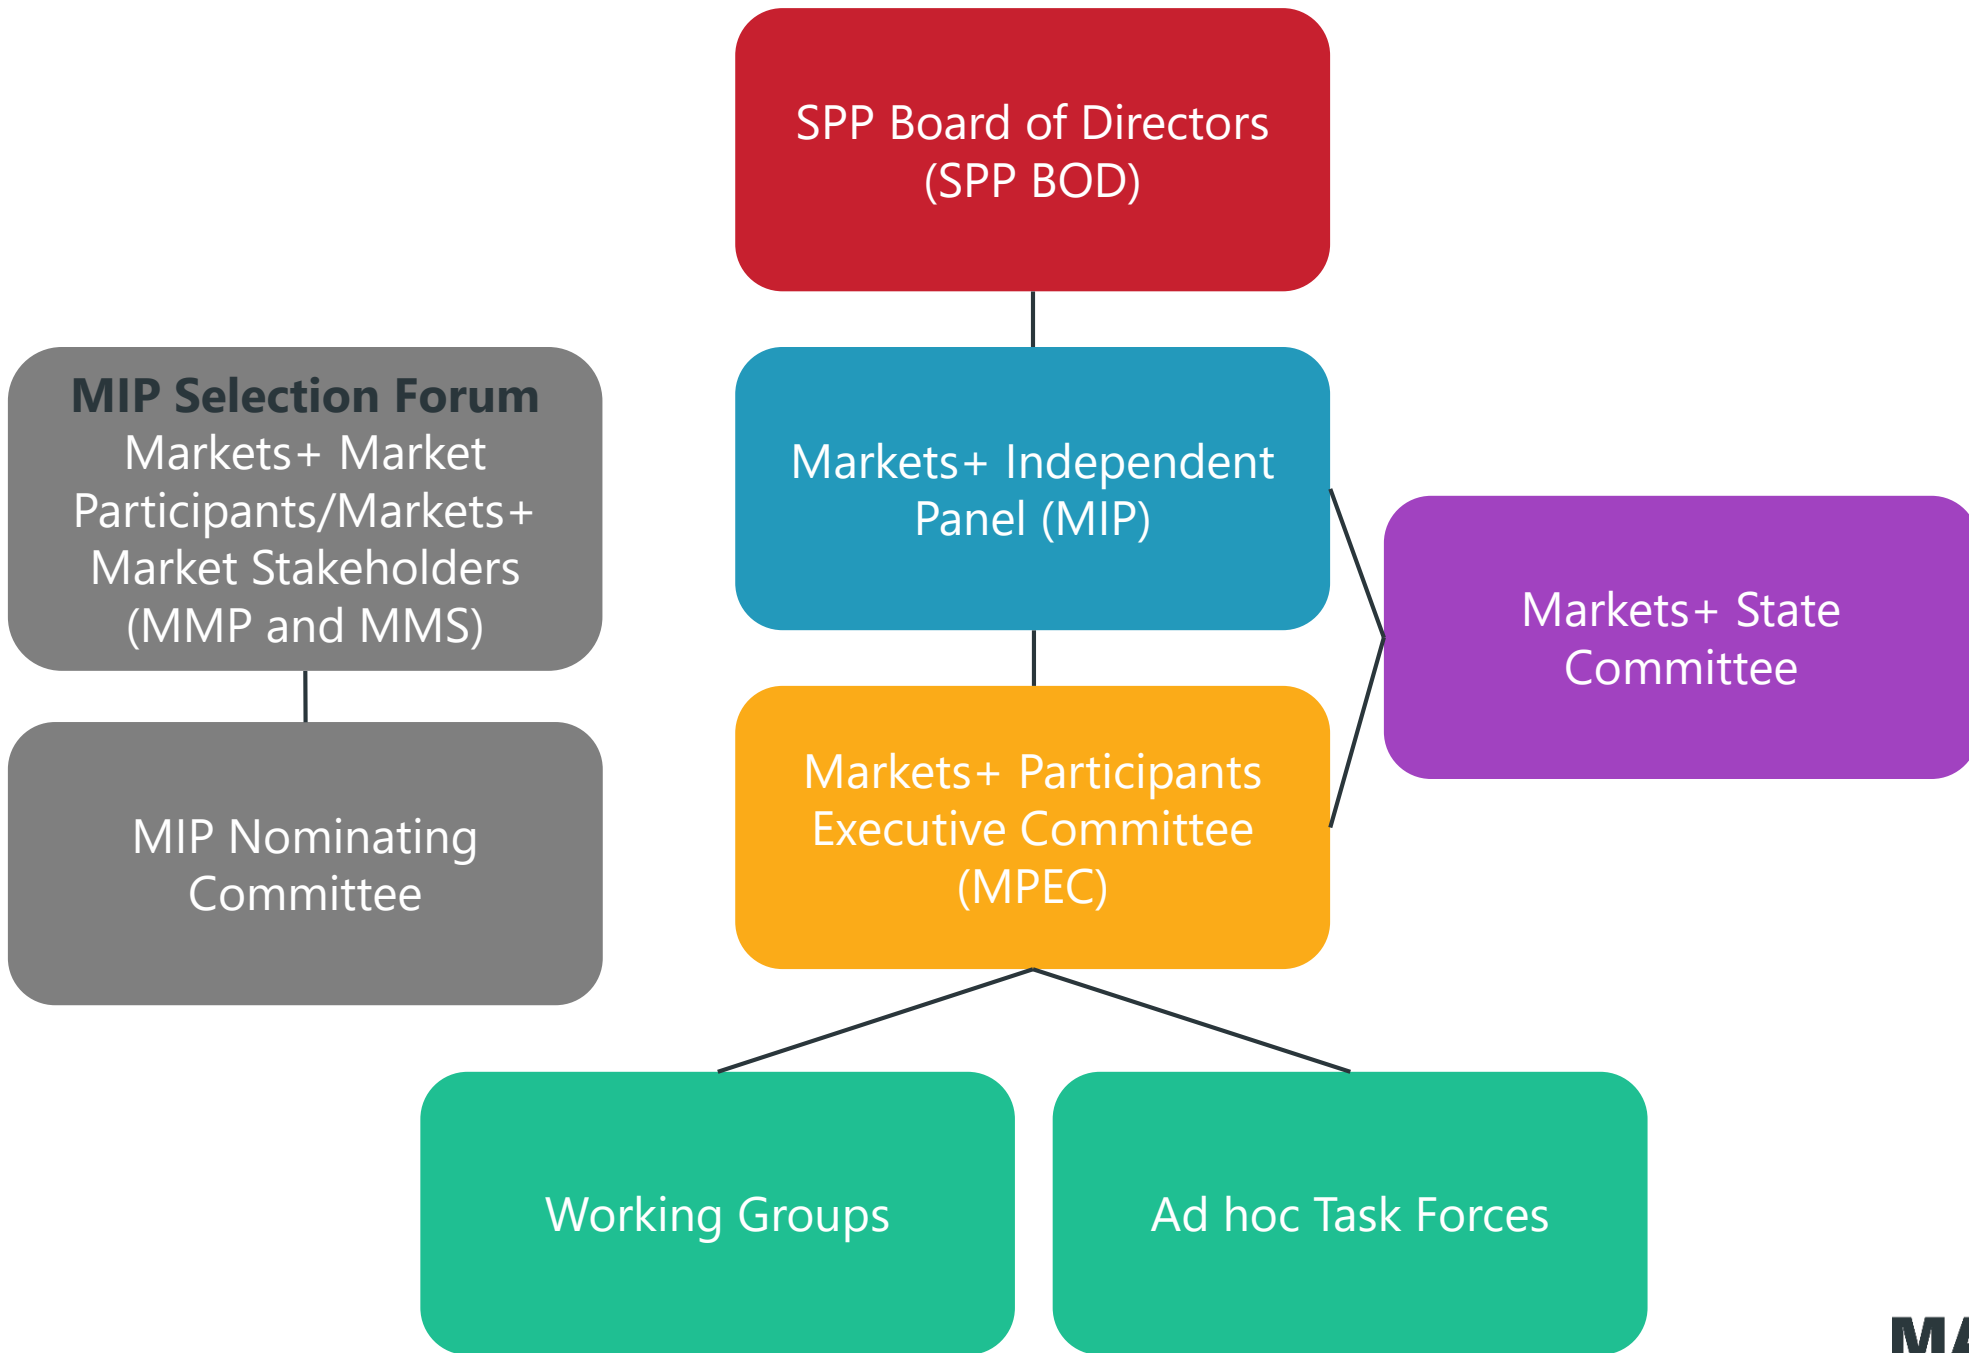 SPP Board of Directors
(SPP BOD)
MIP Selection Forum
Markets+ Market
Participants/Markets+
Market Stakeholders
(MMP and MMS)
Markets+ Independent
Panel (MIP)
Markets+ State
Committee
MIP Nominating
Committee
Markets+ Participants
Executive Committee
(MPEC)
Working Groups
Ad hoc Task Forces